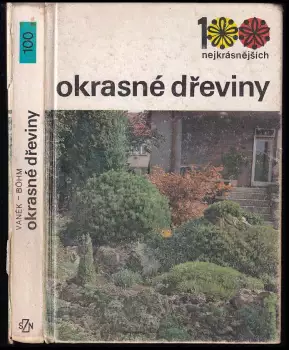 100
nejkrásnějších
okrasné dřeviny
100
VANĚK – BÖHM
okrasné dřeviny
SZN